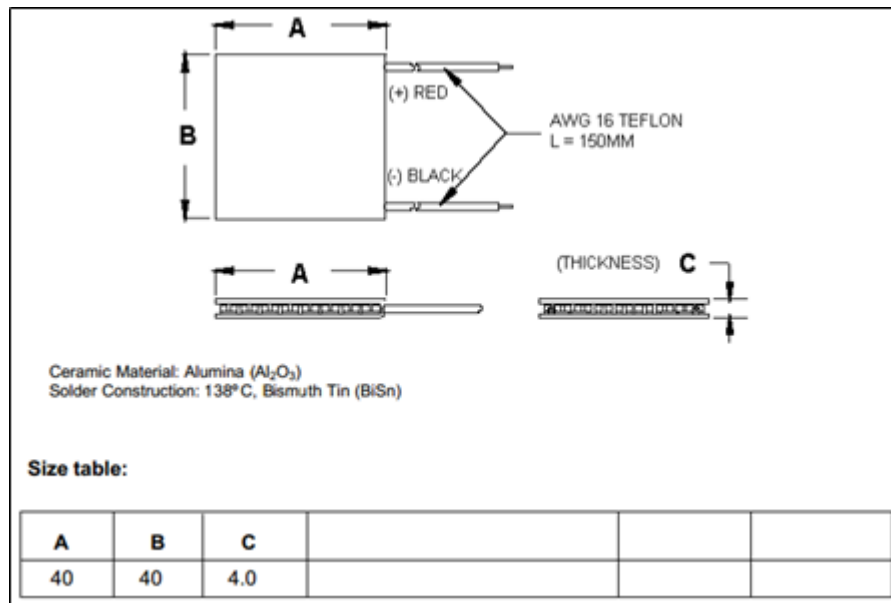 A
(+) RED
B
AWG 16 TEFLON
L = 150MM
(-) BLACK
A
(THICKNESS) C
Ceramic Material: Alumina (Al₂O₃)
Solder Construction: 138°C, Bismuth Tin (BiSn)
Size table:
A B C
40 40 4.0